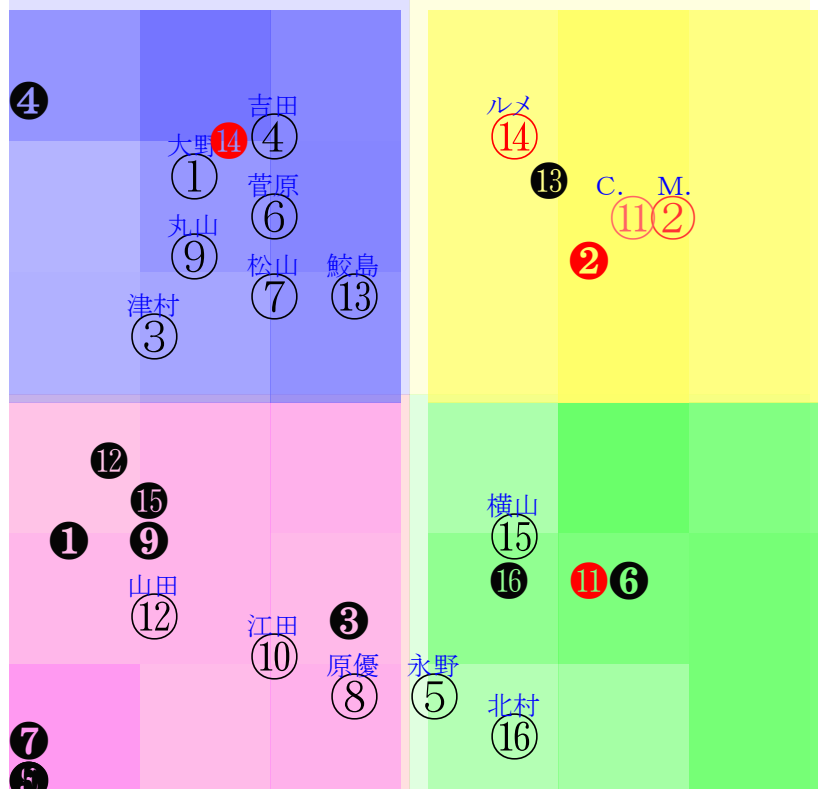 ❹
吉田
ルメ
大野
⓮
④
⑭
①
⓭
菅原
C.
M.
⑥
⑪
②
丸山
⑨
❷
松山
鮫島
⑦
⑬
津村
③
⓬
⓯
横山
❶
❾
⑮
山田
⓰
⓫
❻
⑫
江田
❸
⑩
原優
永野
⑧
⑤
北村
❼
⑯
❺